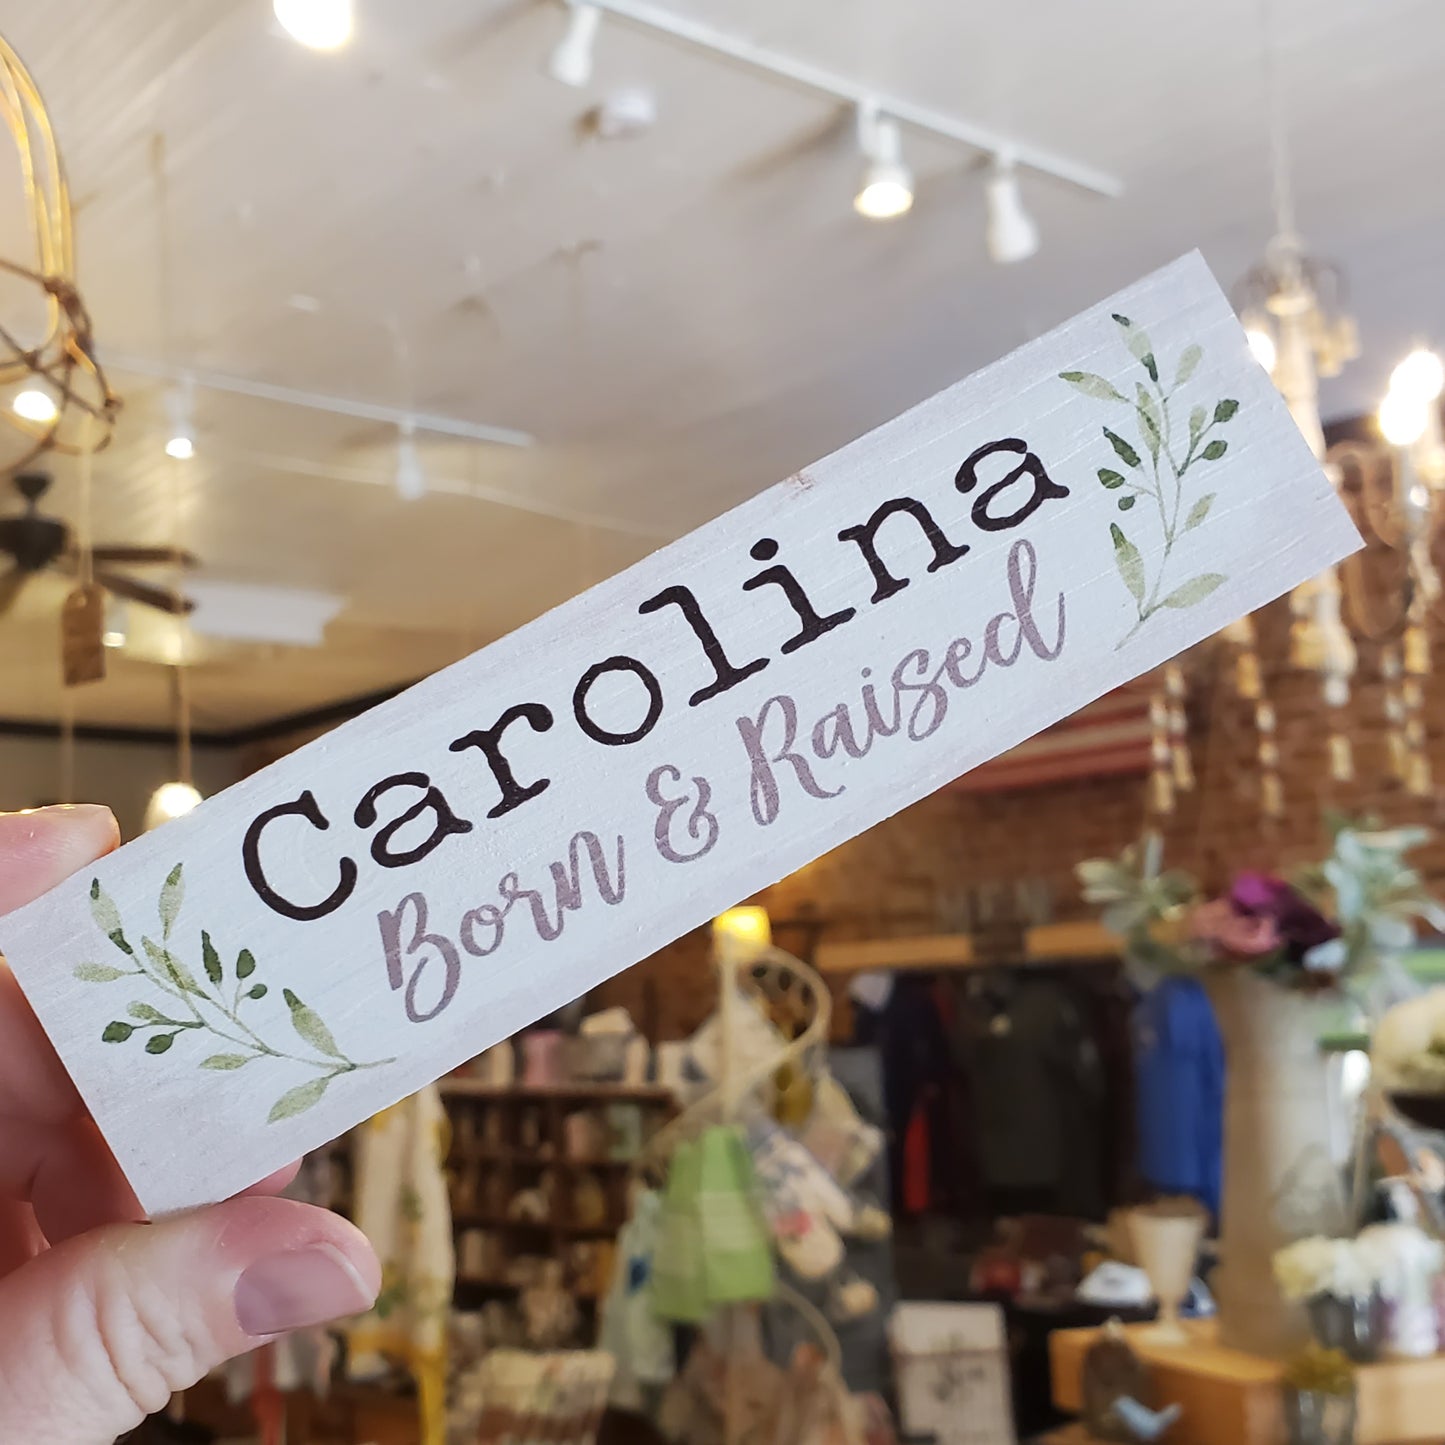 Carolina
Born & Raised